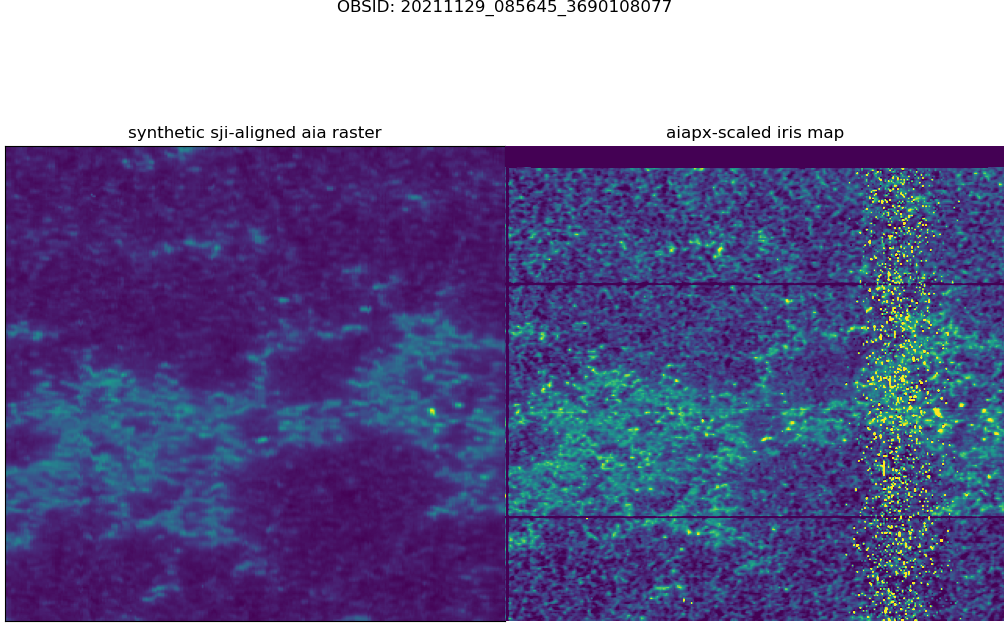 OBSID: 20211129_085645_3690108077
synthetic sji-aligned aia raster
aiapx-scaled iris map